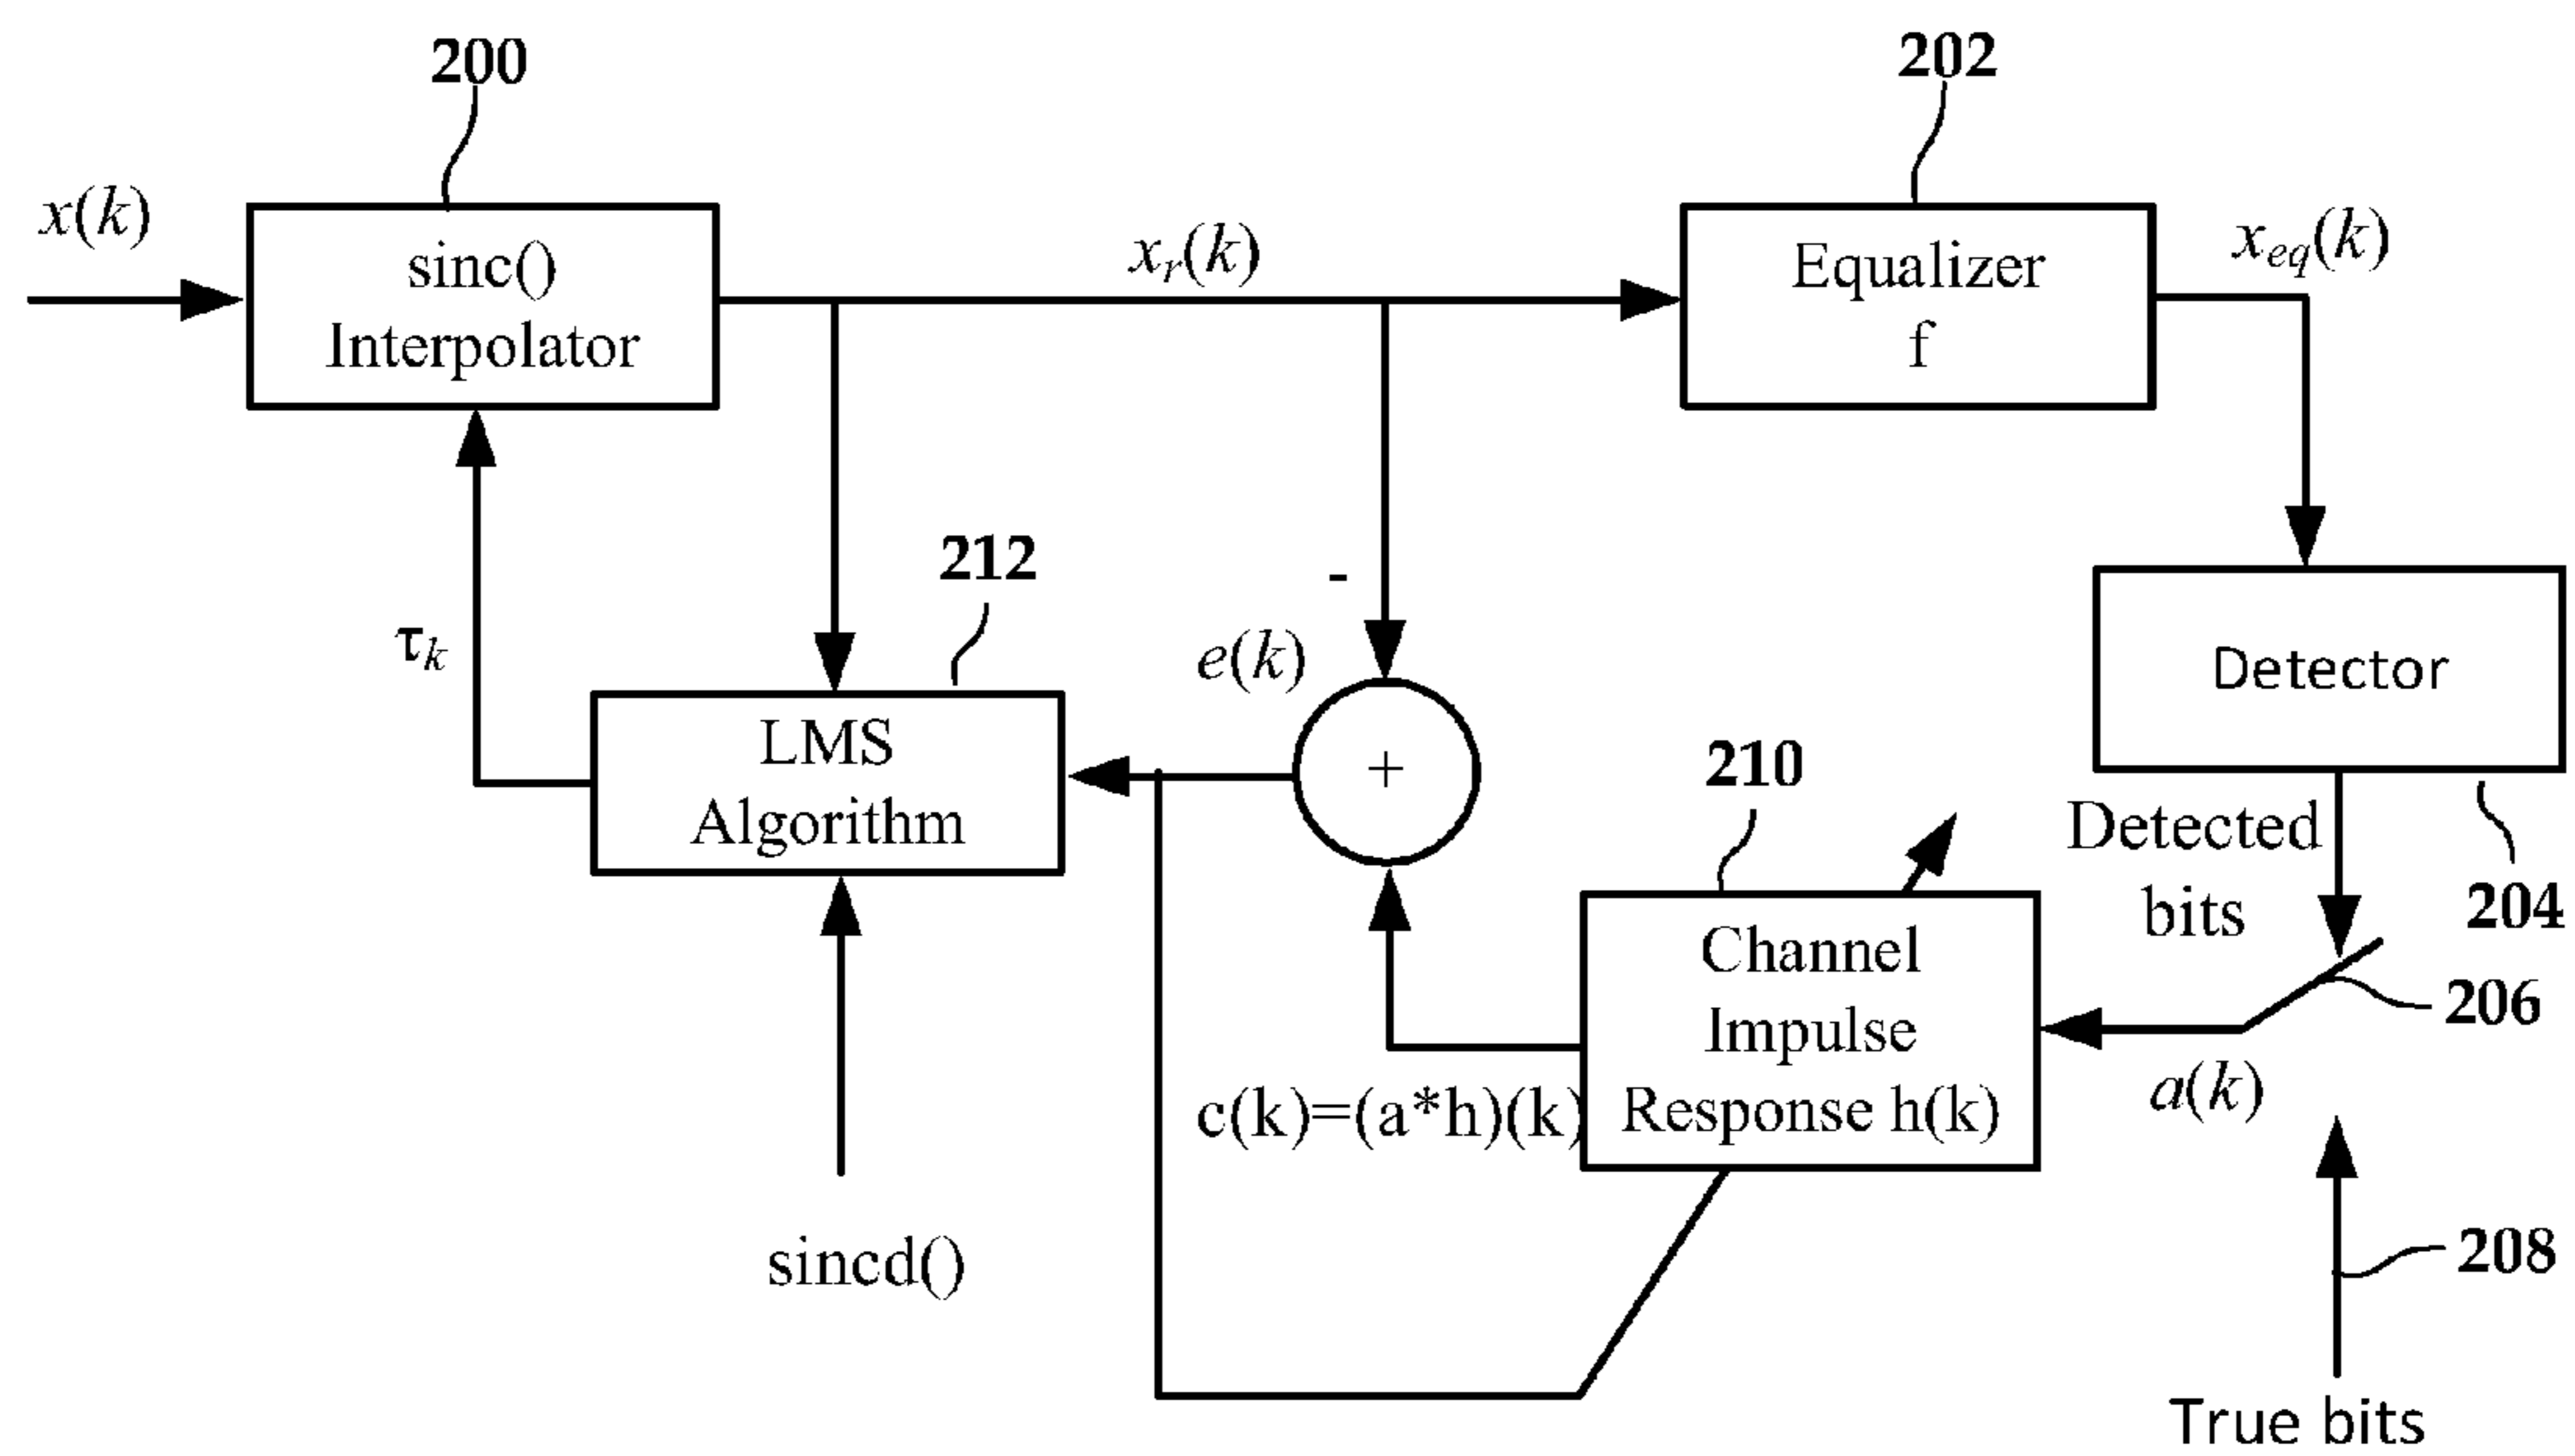 200
202
x(k)
sinc()
Interpolator
x_r(k)
Equalizer
f
x_eq(k)
212
-
τ_k
e(k)
Detector
LMS
Algorithm
+
210
Detected
bits
204
Channel
Impulse
Response h(k)
206
c(k)=(a*h)(k)
a(k)
sincd()
208
True bits